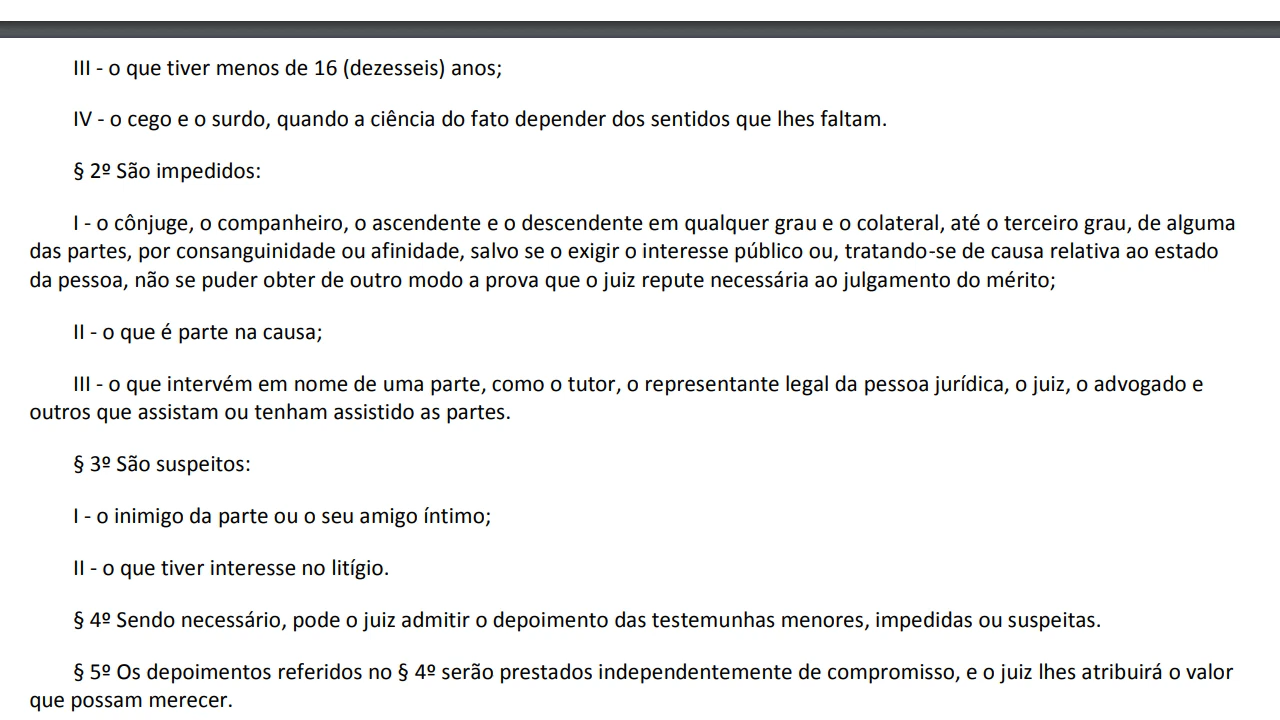 III - o que tiver menos de 16 (dezesseis) anos;
IV - o cego e o surdo, quando a ciência do fato depender dos sentidos que lhes faltam.
§ 2º São impedidos:
I - o cônjuge, o companheiro, o ascendente e o descendente em qualquer grau e o colateral, até o terceiro grau, de alguma
das partes, por consanguinidade ou afinidade, salvo se o exigir o interesse público ou, tratando-se de causa relativa ao estado
da pessoa, não se puder obter de outro modo a prova que o juiz repute necessária ao julgamento do mérito;
II - o que é parte na causa;
III - o que intervém em nome de uma parte, como o tutor, o representante legal da pessoa jurídica, o juiz, o advogado e
outros que assistam ou tenham assistido as partes.
§ 3º São suspeitos:
I - o inimigo da parte ou o seu amigo íntimo;
II - o que tiver interesse no litígio.
§ 4º Sendo necessário, pode o juiz admitir o depoimento das testemunhas menores, impedidas ou suspeitas.
§ 5º Os depoimentos referidos no § 4º serão prestados independentemente de compromisso, e o juiz lhes atribuirá o valor
que possam merecer.